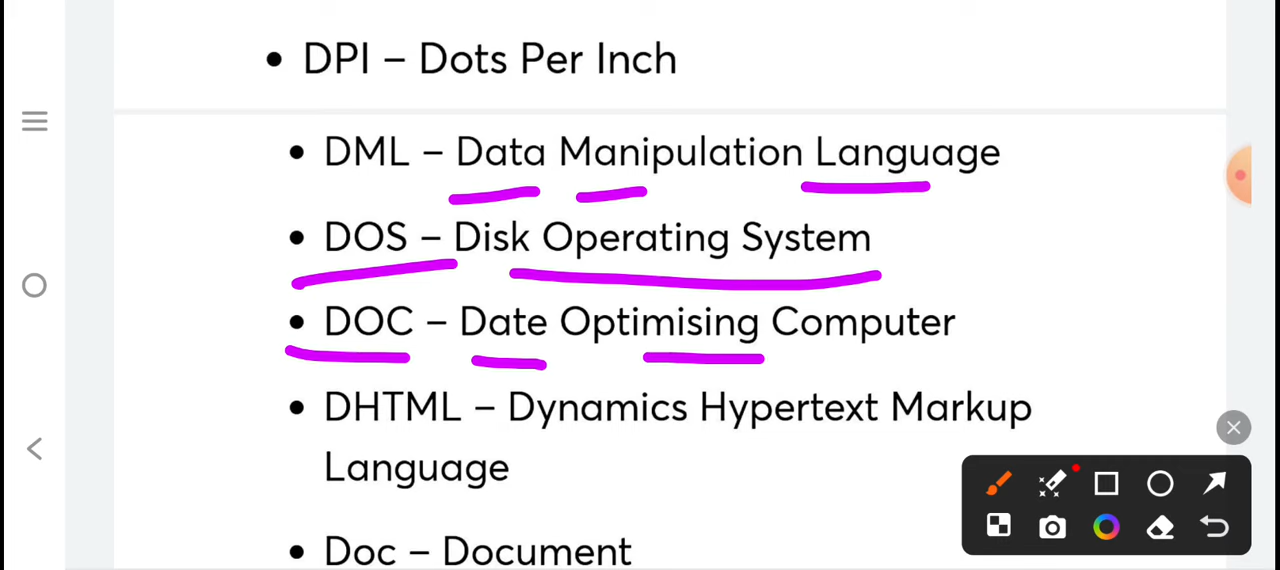 • DPI – Dots Per Inch
• DML – Data Manipulation Language
• DOS – Disk Operating System
• DOC – Date Optimising Computer
• DHTML – Dynamics Hypertext Markup
Language
• Doc – Document